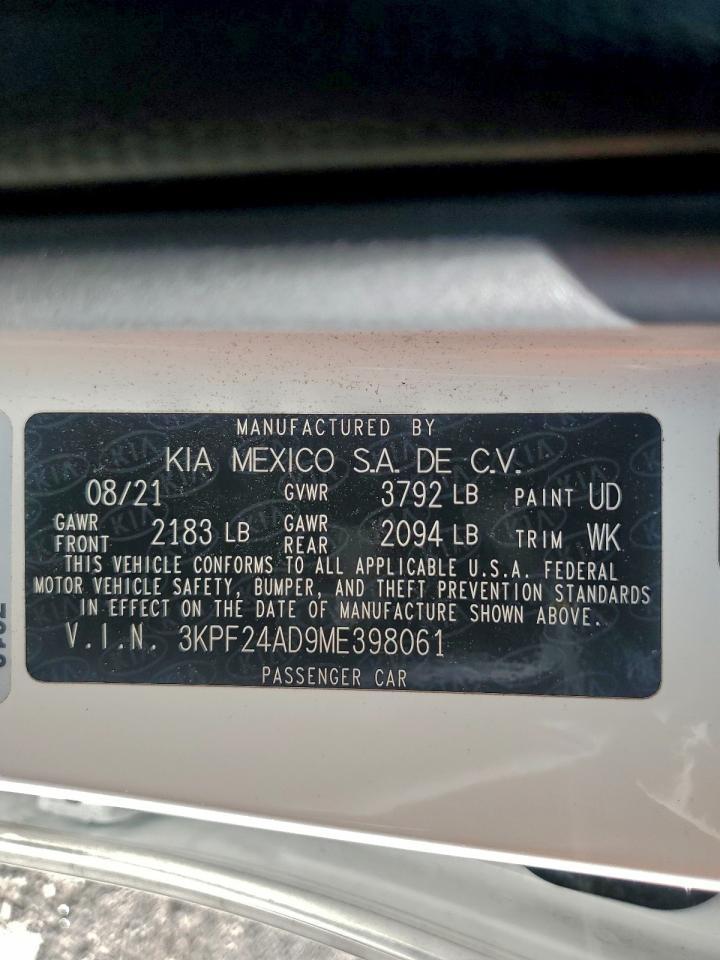 MANUFACTURED BY
KIA MEXICO S.A. DE C.V.
08/21 GVWR 3792 LB PAINT UD
GAWR FRONT 2183 LB GAWR REAR 2094 LB TRIM WK
THIS VEHICLE CONFORMS TO ALL APPLICABLE U.S.A. FEDERAL
MOTOR VEHICLE SAFETY, BUMPER, AND THEFT PREVENTION STANDARDS
IN EFFECT ON THE DATE OF MANUFACTURE SHOWN ABOVE.
V.I.N. 3KPF24AD9ME398061
PASSENGER CAR